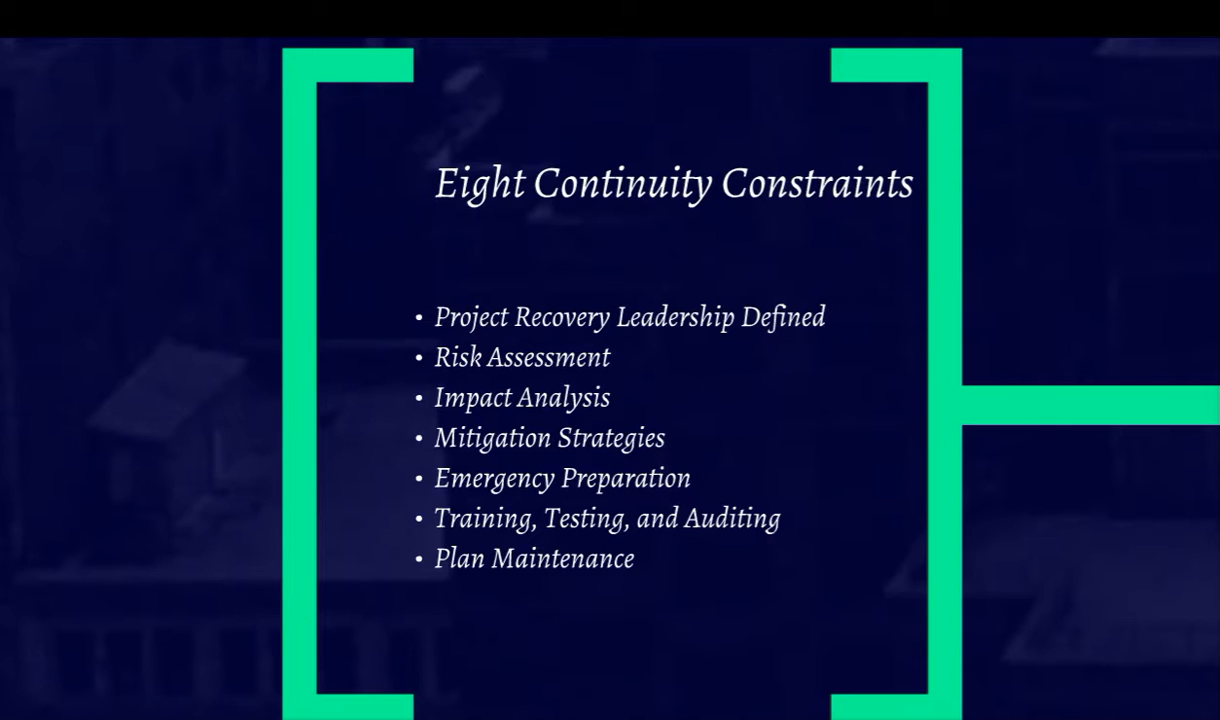 Eight Continuity Constraints
• Project Recovery Leadership Defined
• Risk Assessment
• Impact Analysis
• Mitigation Strategies
• Emergency Preparation
• Training, Testing, and Auditing
• Plan Maintenance